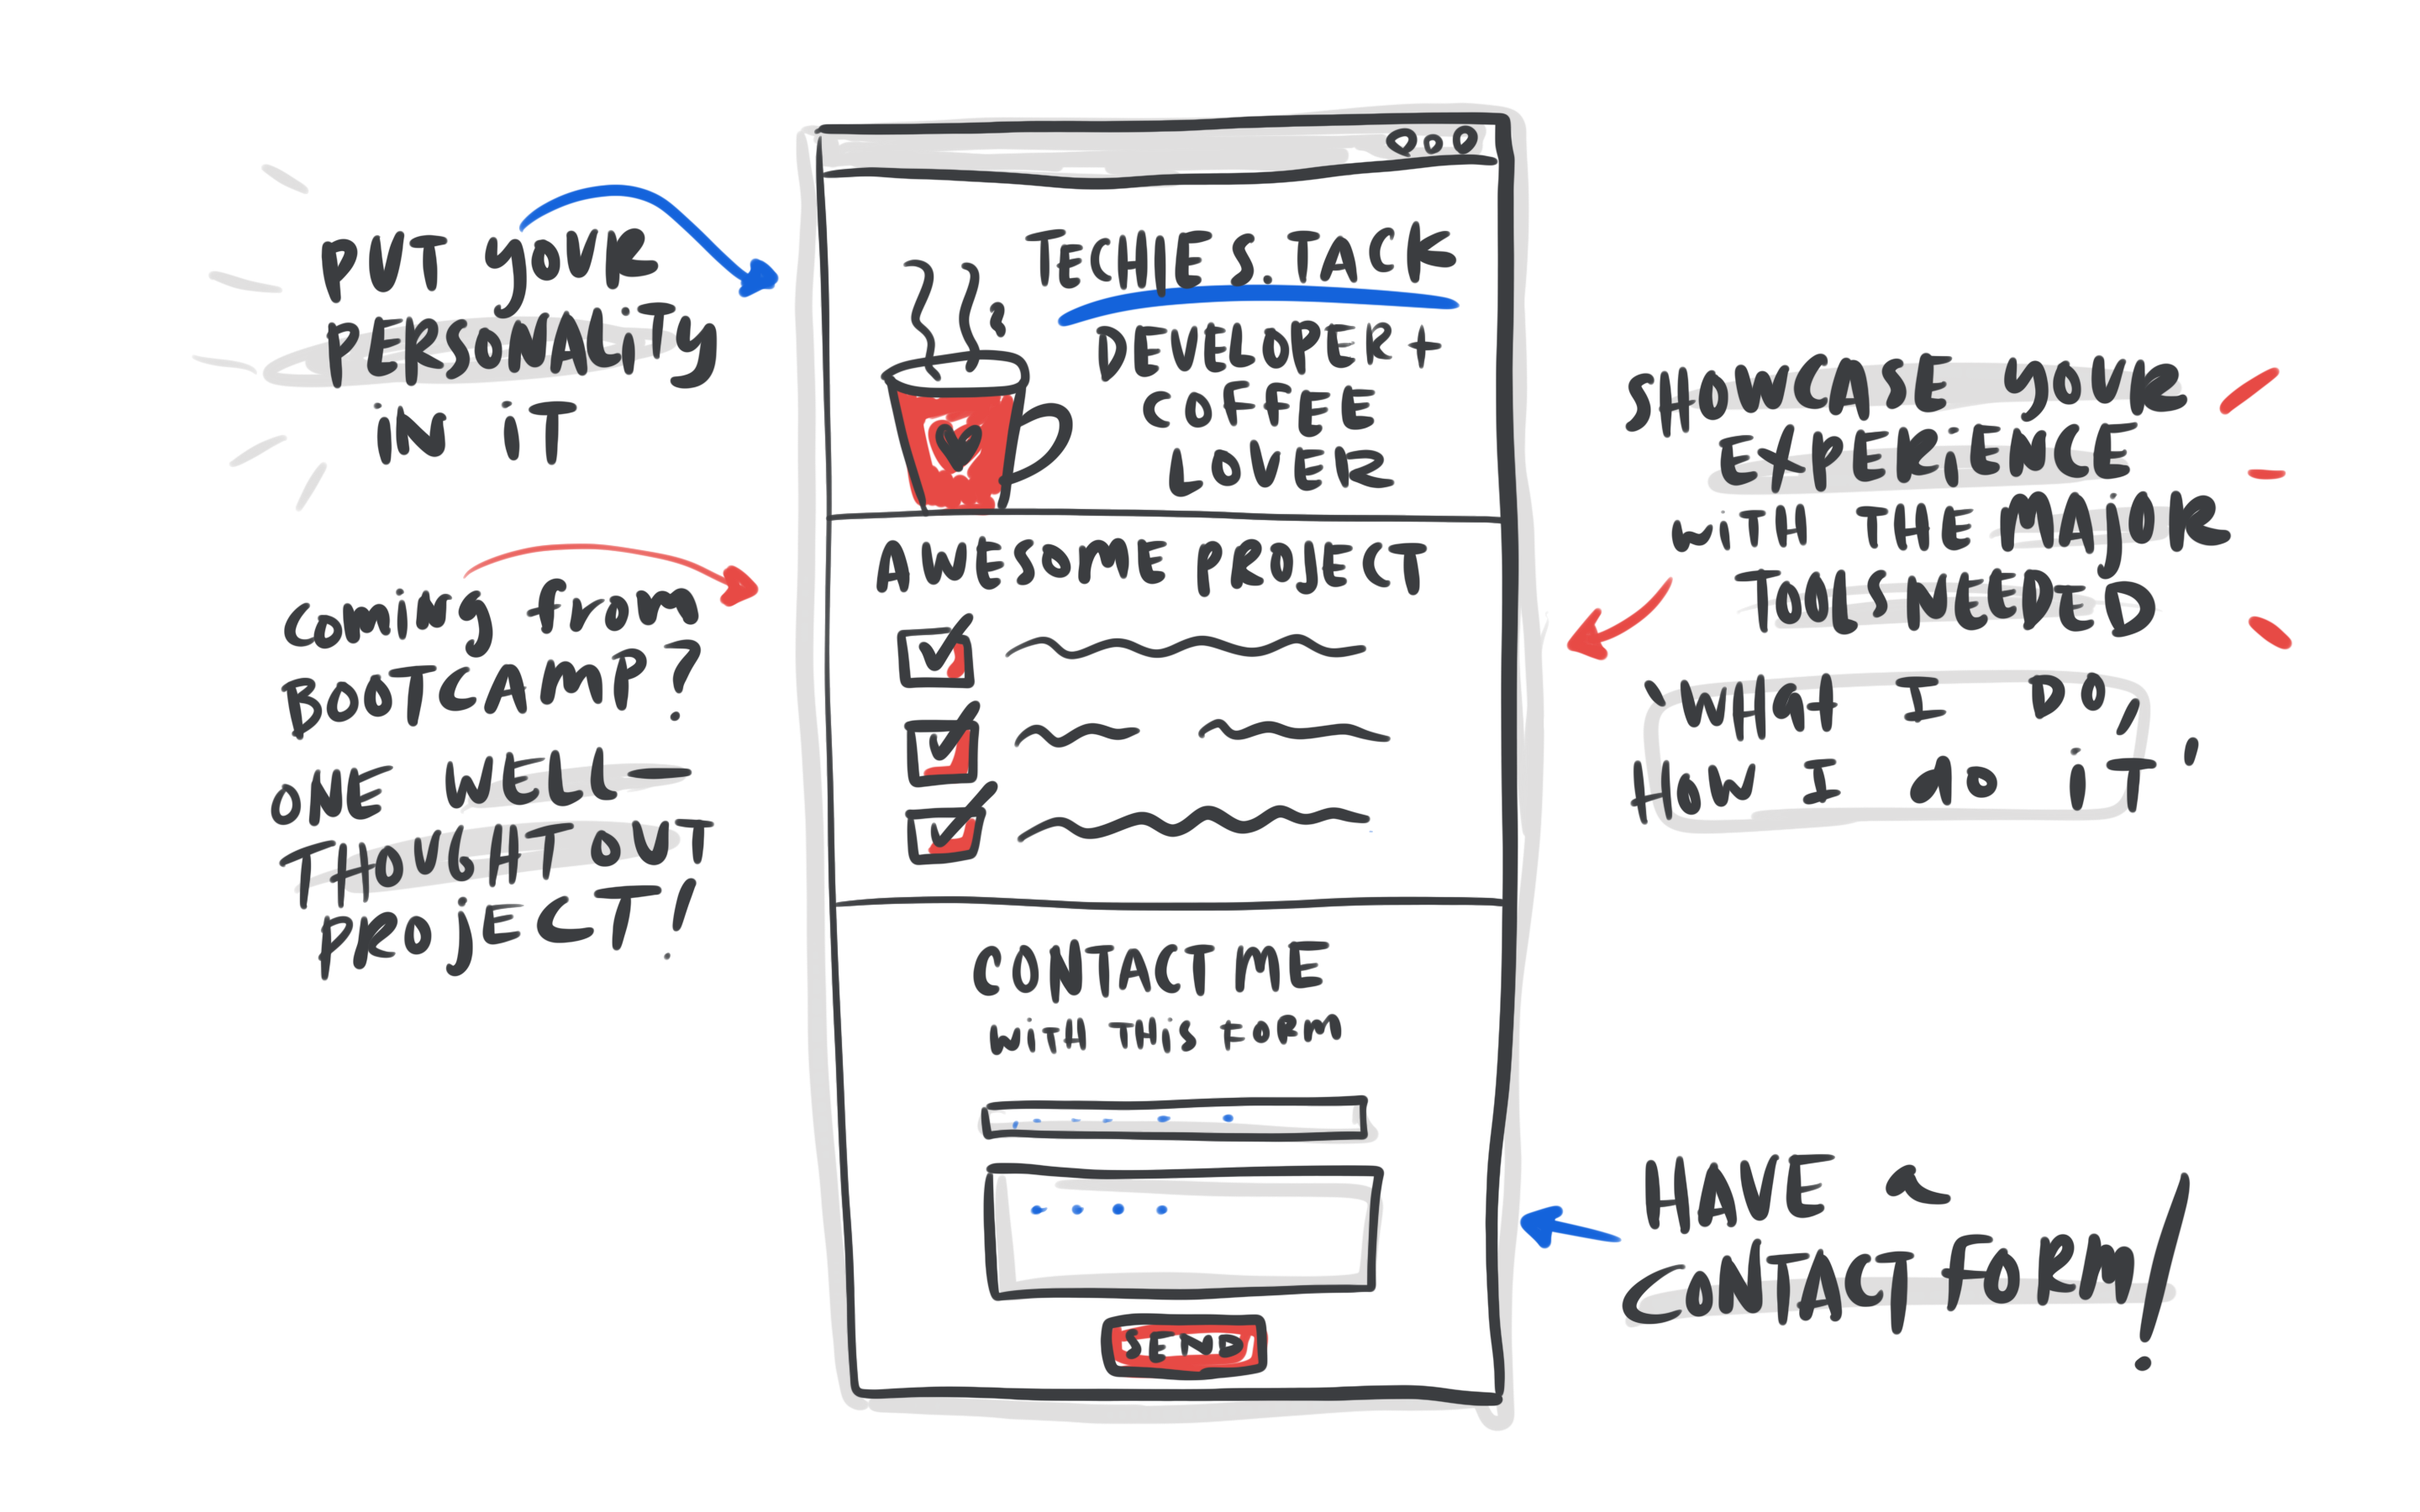 PUT yOUR
PERSONALiTy
iN iT
coming from
BOOTCAMP?
ONE WELL-
THOUGHT OUT
PROjECT!
TECHIE S. TACK
DEVELOPER +
COFFEE
LOVER
AWESOME PROJECT
CONTACT ME
WiTH THiS FORM
SEND
SHOWCASE yOUR
EXPERiENCE
WiTH THE MAjOR
TOOLS NEEDED
'WHat I DO,
HOW I do iT'
HAVE a
CONTACT FORM!